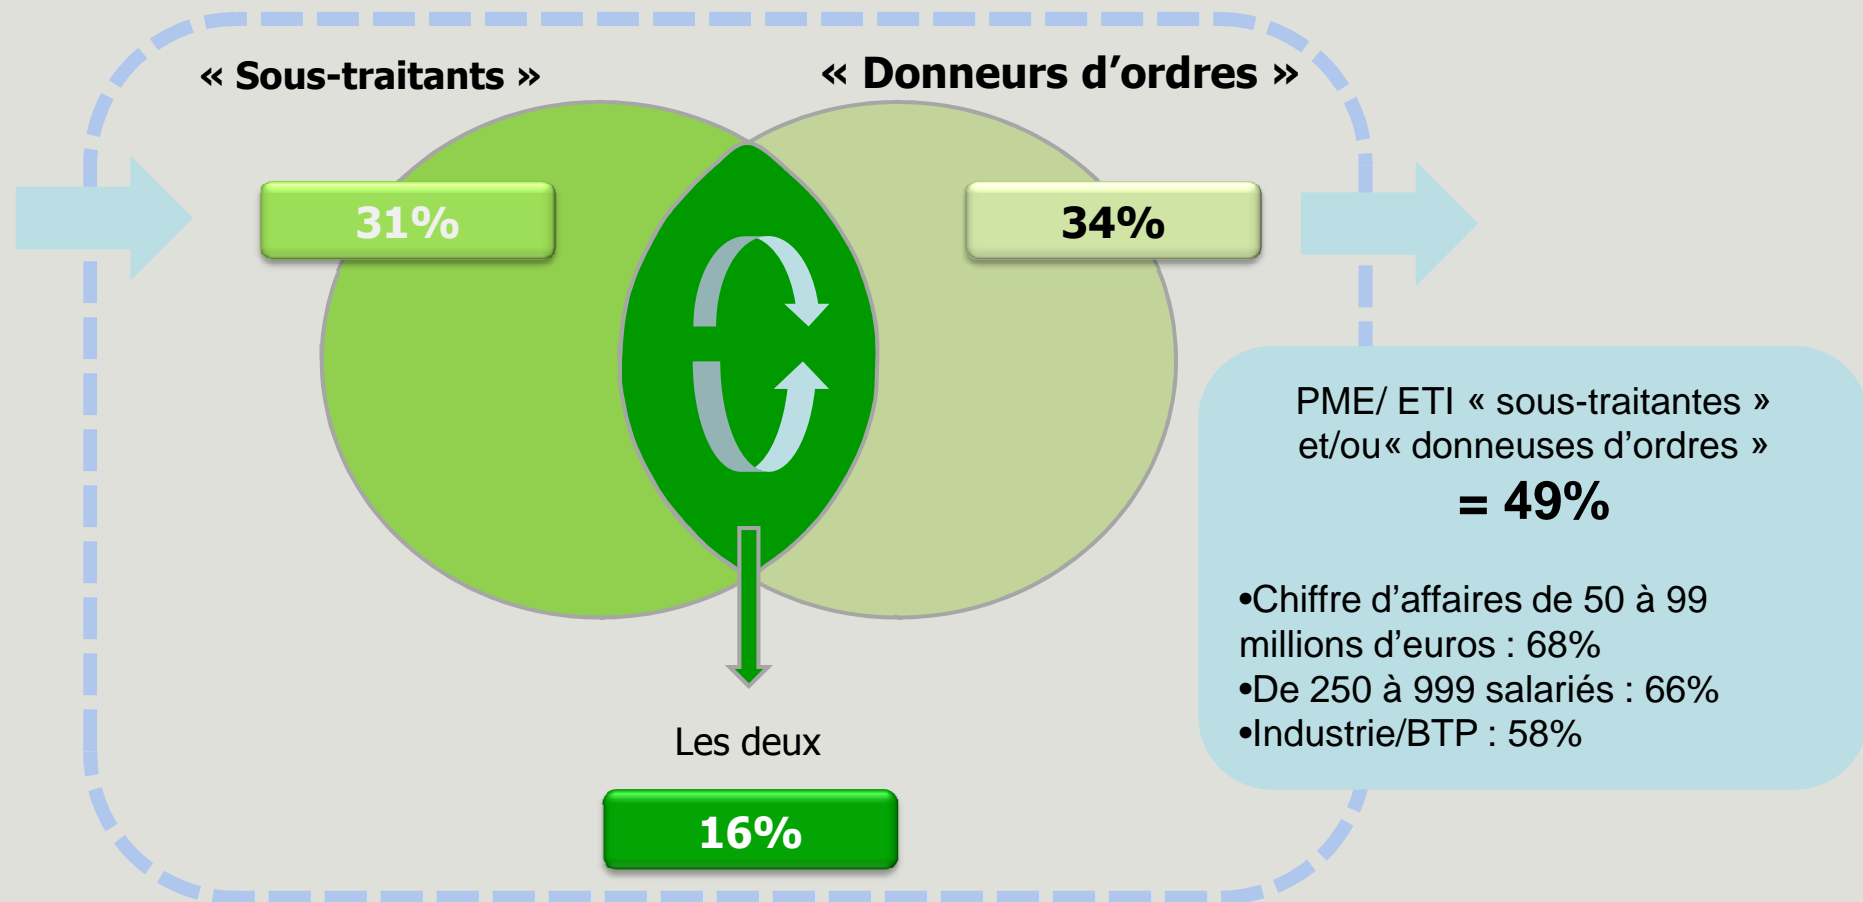 « Sous-traitants »
« Donneurs d’ordres »
31%
34%
PME/ ETI « sous-traitantes »
et/ou« donneuses d’ordres »
= 49%
•Chiffre d’affaires de 50 à 99
millions d’euros : 68%
•De 250 à 999 salariés : 66%
•Industrie/BTP : 58%
Les deux
16%